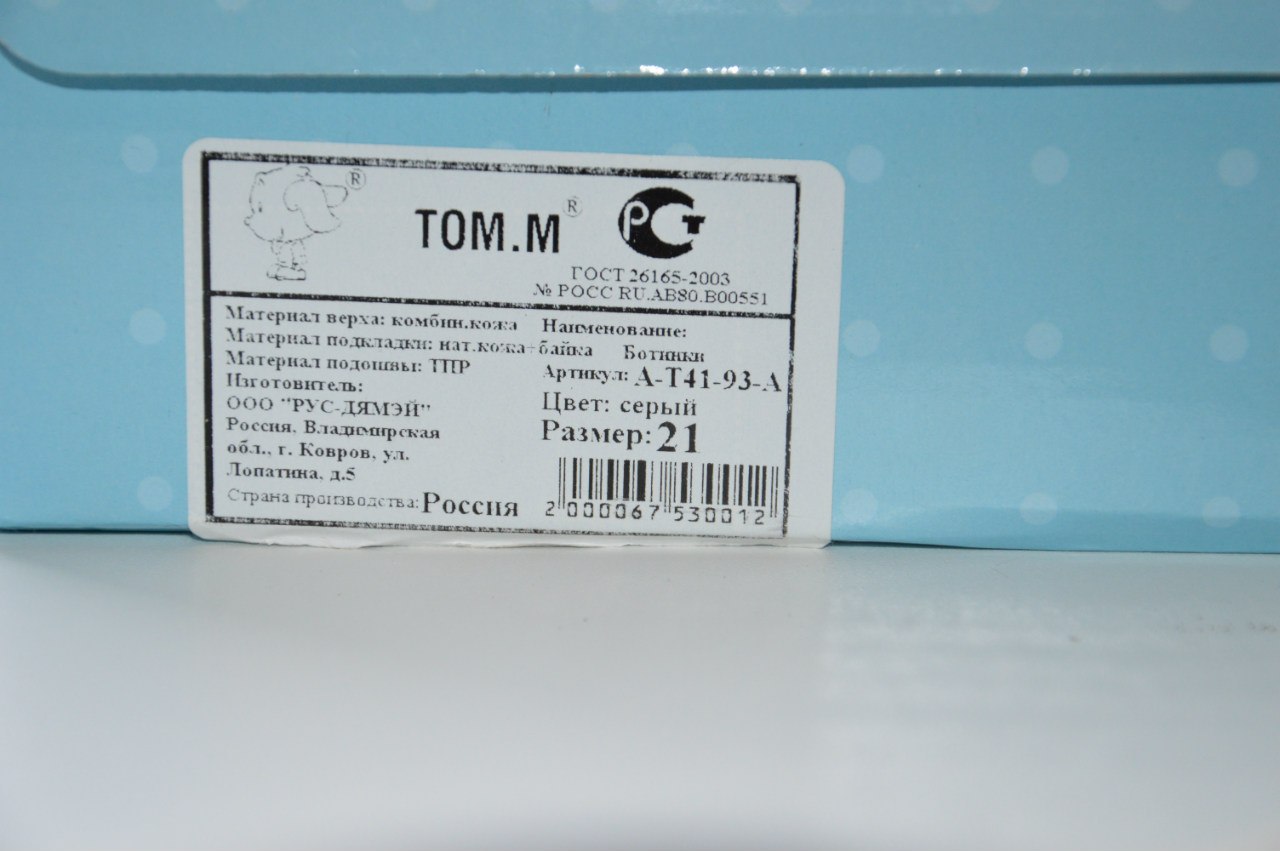 ®
TOM.M®
РСТ
ГОСТ 26165-2003
№ РОСС RU.АВ80.В00551
Материал верха: комбин.кожа
Материал подкладки: нат.кожа+байка
Материал подошвы: ТПР
Изготовитель:
ООО "РУС-ДЯМЭЙ"
Россия, Владимирская
обл., г. Ковров, ул.
Лопатина, д.5
Страна производства: Россия
Наименование:
Ботинки
Артикул: А-Т41-93-А
Цвет: серый
Размер: 21
2 000067 530012